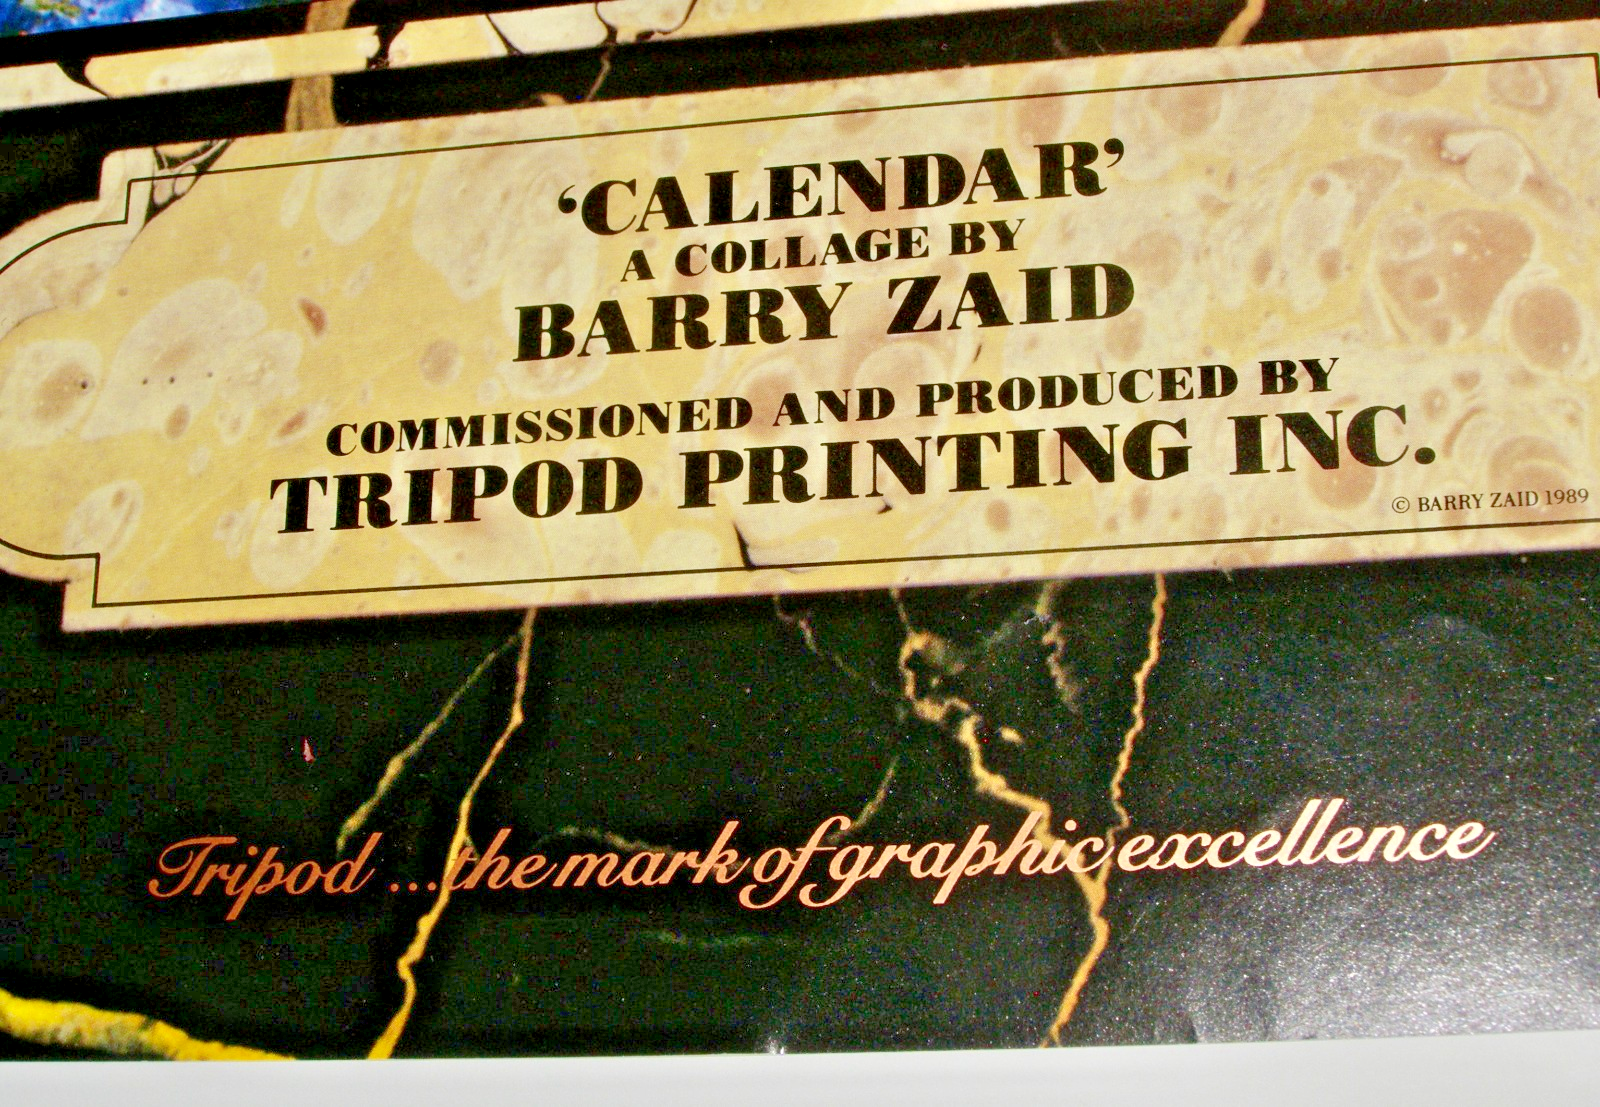 ‘CALENDAR’
A COLLAGE BY
BARRY ZAID
COMMISSIONED AND PRODUCED BY
TRIPOD PRINTING INC.
© BARRY ZAID 1989
Tripod ... the mark of graphic excellence